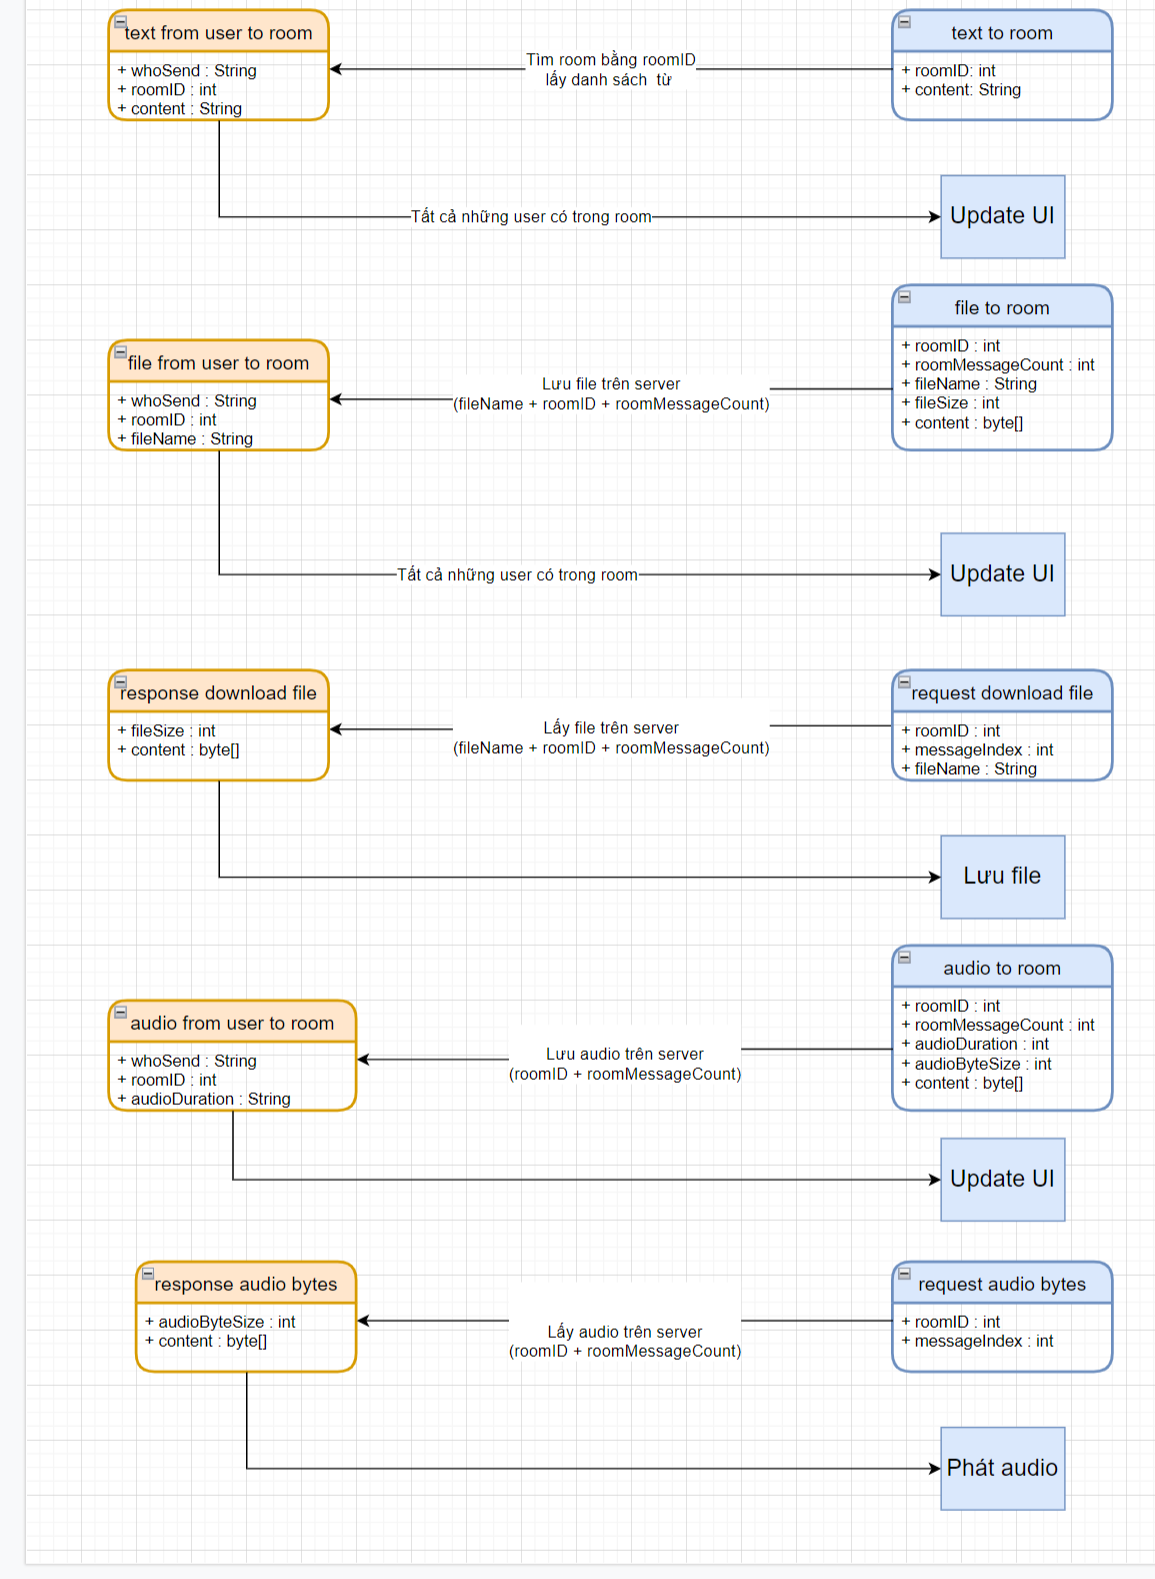 text from user to room
+ whoSend : String
+ roomID : int
+ content : String
Tìm room bằng roomID
lấy danh sách  từ
text to room
+ roomID: int
+ content: String
Tất cả những user có trong room
Update UI
file from user to room
+ whoSend : String
+ roomID : int
+ fileName : String
Lưu file trên server
(fileName + roomID + roomMessageCount)
file to room
+ roomID : int
+ roomMessageCount : int
+ fileName : String
+ fileSize : int
+ content : byte[]
Tất cả những user có trong room
Update UI
response download file
+ fileSize : int
+ content : byte[]
Lấy file trên server
(fileName + roomID + roomMessageCount)
request download file
+ roomID : int
+ messageIndex : int
+ fileName : String
Lưu file
audio from user to room
+ whoSend : String
+ roomID : int
+ audioDuration : String
Lưu audio trên server
(roomID + roomMessageCount)
audio to room
+ roomID : int
+ roomMessageCount : int
+ audioDuration : int
+ audioByteSize : int
+ content : byte[]
Update UI
response audio bytes
+ audioByteSize : int
+ content : byte[]
Lấy audio trên server
(roomID + roomMessageCount)
request audio bytes
+ roomID : int
+ messageIndex : int
Phát audio